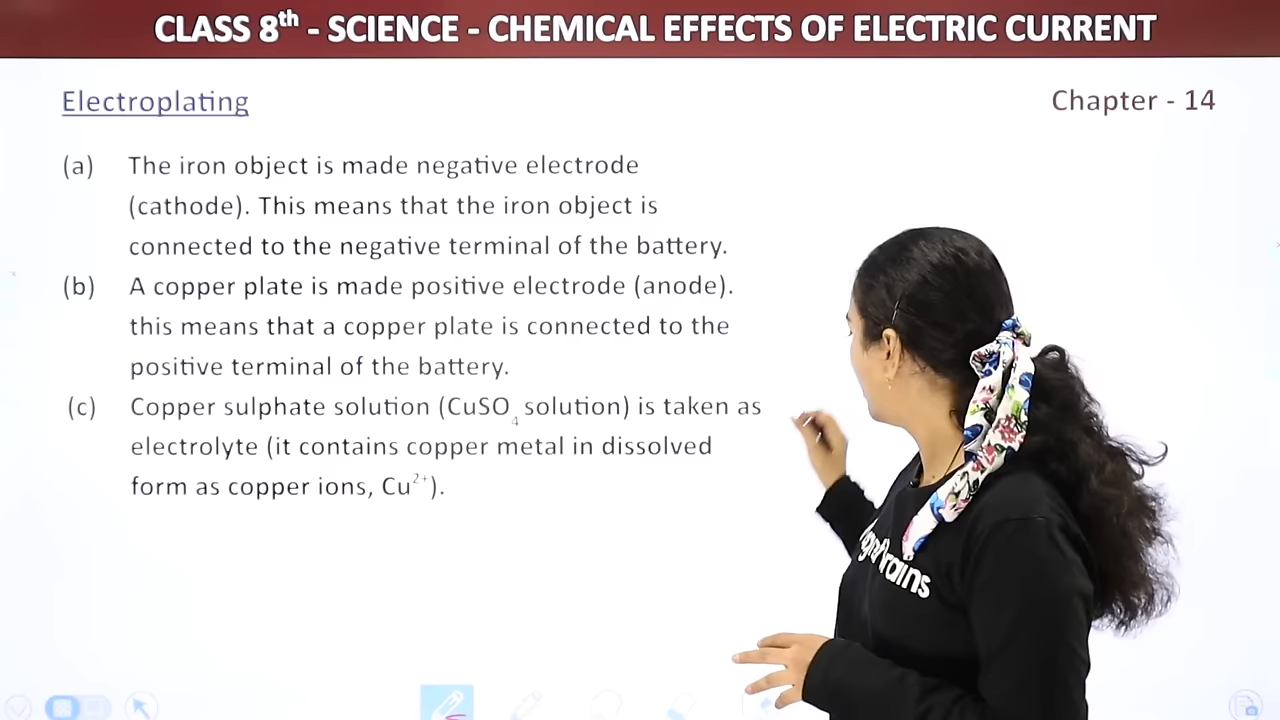 CLASS 8th - SCIENCE - CHEMICAL EFFECTS OF ELECTRIC CURRENT
Electroplating
Chapter - 14
(a) The iron object is made negative electrode
(cathode). This means that the iron object is
connected to the negative terminal of the battery.
(b) A copper plate is made positive electrode (anode).
this means that a copper plate is connected to the
positive terminal of the battery.
(c) Copper sulphate solution (CuSO4 solution) is taken as
electrolyte (it contains copper metal in dissolved
form as copper ions, Cu2+).